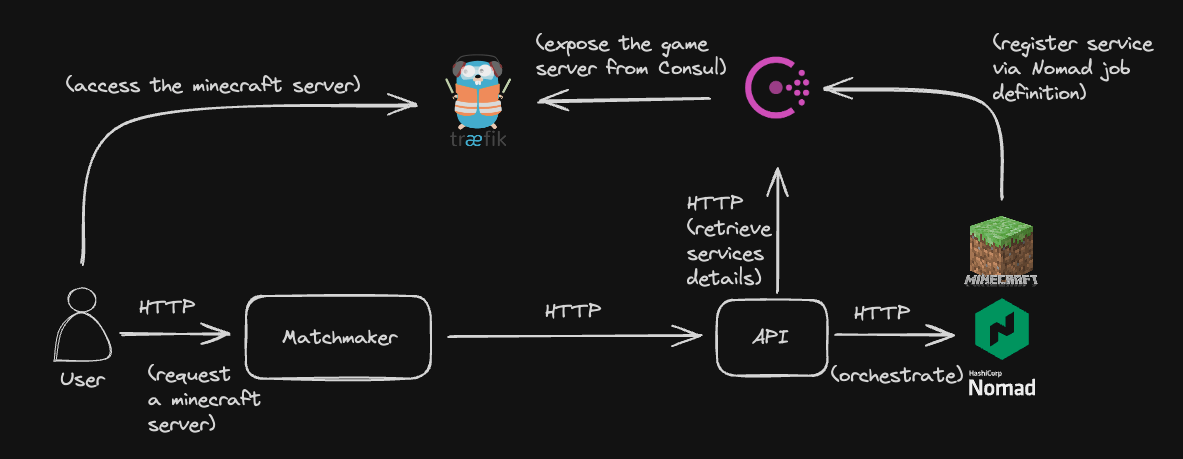 (access the minecraft server)
træfik
(expose the game
server from Consul)
(register service
via Nomad job
definition)
HTTP
(retrieve
services
details)
MINECRAFT
User
HTTP
(request
a minecraft
server)
Matchmaker
HTTP
API
HTTP
(orchestrate)
HashiCorp
Nomad